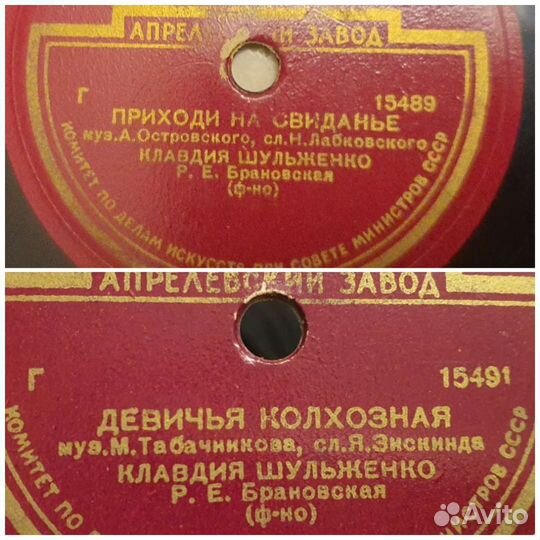 АПРЕЛЕВСКИЙ ЗАВОД
Г 15489
ПРИХОДИ НА СВИДАНЬЕ
муз.А.Островского, сл.Н.Лабковского
КЛАВДИЯ ШУЛЬЖЕНКО
Р. Е. Брановская
(ф-но)
КОМИТЕТ ПО ДЕЛАМ ИСКУССТВ ПРИ СОВЕТЕ МИНИСТРОВ СССР
АПРЕЛЕВСКИЙ ЗАВОД
Г 15491
ДЕВИЧЬЯ КОЛХОЗНАЯ
муз.М.Табачникова, сл.Я.Зискинда
КЛАВДИЯ ШУЛЬЖЕНКО
Р. Е. Брановская
(ф-но)
КОМИТЕТ ПО СССР
Avito